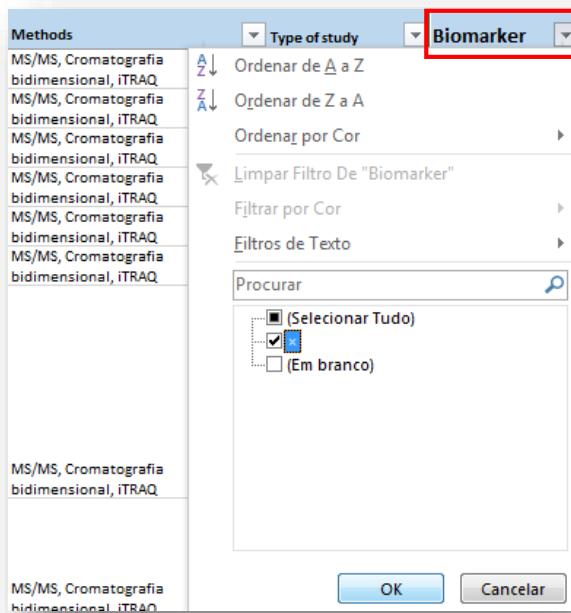 Methods Type of study Biomarker
MS/MS, Cromatografia
bidimensional, iTRAQ
MS/MS, Cromatografia
bidimensional, iTRAQ
MS/MS, Cromatografia
bidimensional, iTRAQ
MS/MS, Cromatografia
bidimensional, iTRAQ
MS/MS, Cromatografia
bidimensional, iTRAQ
MS/MS, Cromatografia
bidimensional, iTRAQ
MS/MS, Cromatografia
bidimensional, iTRAQ
MS/MS, Cromatografia
bidimensional, iTRAQ
Ordenar de A a Z
Ordenar de Z a A
Ordenar por Cor
Limpar Filtro De "Biomarker"
Filtrar por Cor
Filtros de Texto
Procurar
(Selecionar Tudo)
x
(Em branco)
OK Cancelar